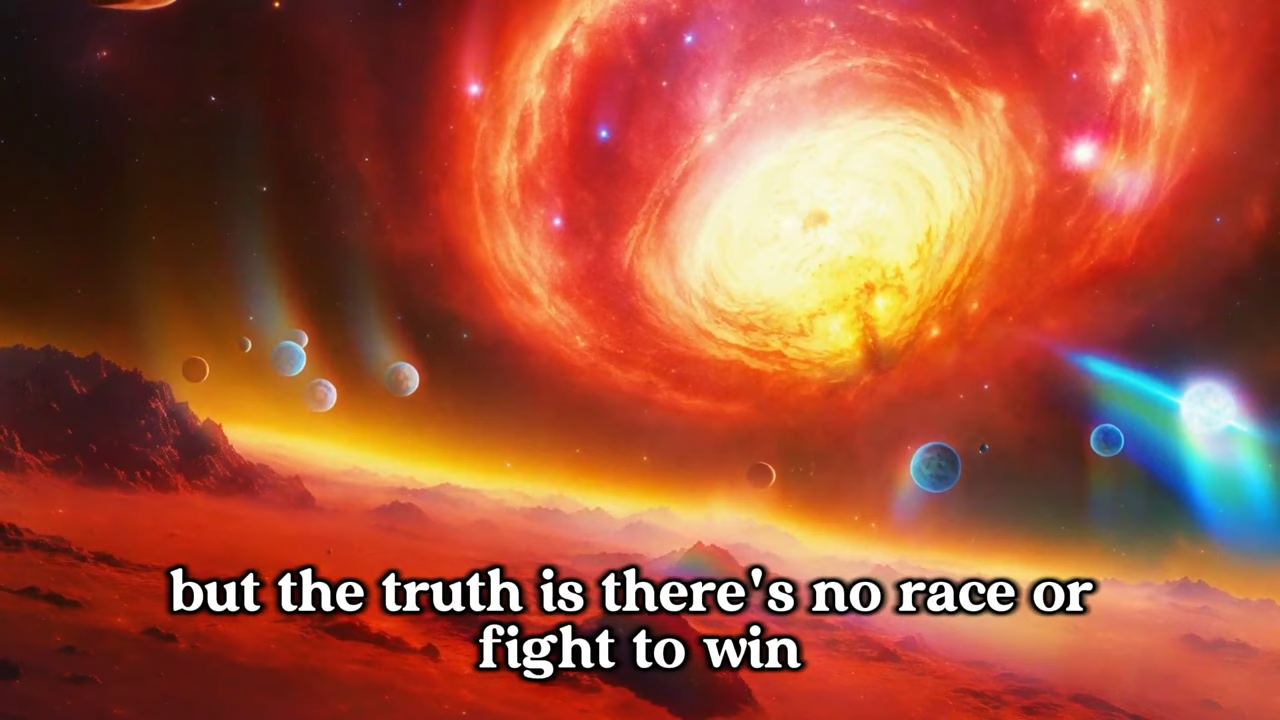 but the truth is there's no race or
fight to win